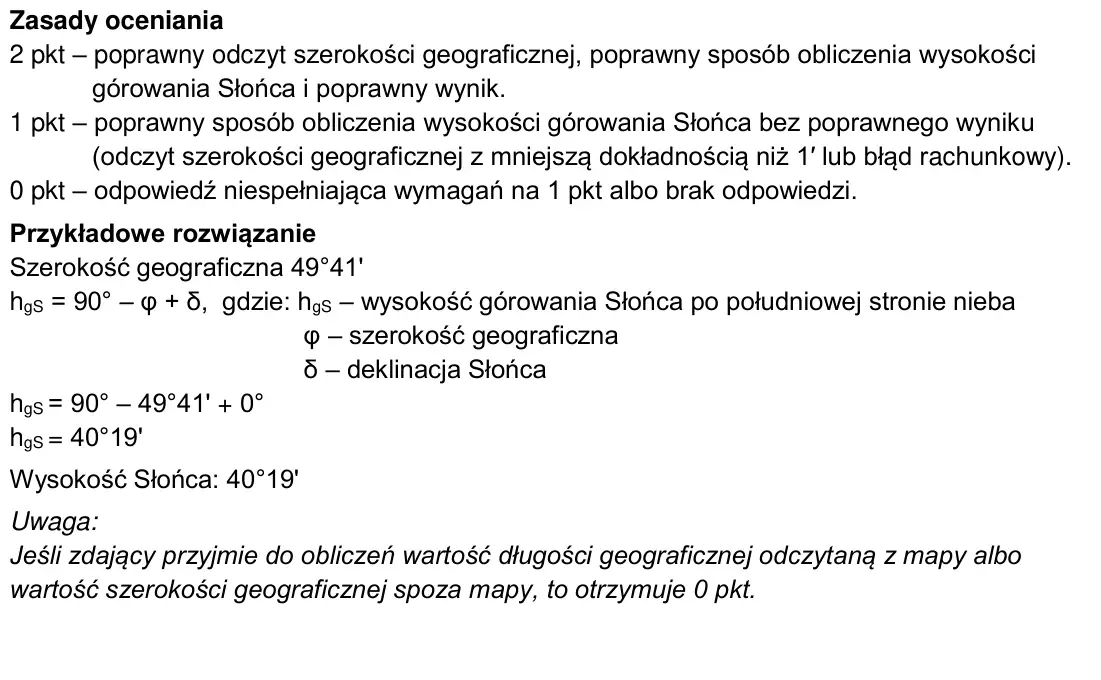 Zasady oceniania
2 pkt – poprawny odczyt szerokości geograficznej, poprawny sposób obliczenia wysokości
górowania Słońca i poprawny wynik.
1 pkt – poprawny sposób obliczenia wysokości górowania Słońca bez poprawnego wyniku
(odczyt szerokości geograficznej z mniejszą dokładnością niż 1′ lub błąd rachunkowy).
0 pkt – odpowiedź niespełniająca wymagań na 1 pkt albo brak odpowiedzi.
Przykładowe rozwiązanie
Szerokość geograficzna 49°41'
hgS = 90° – φ + δ, gdzie: hgS – wysokość górowania Słońca po południowej stronie nieba
φ – szerokość geograficzna
δ – deklinacja Słońca
hgS = 90° – 49°41' + 0°
hgS = 40°19'
Wysokość Słońca: 40°19'
Uwaga:
Jeśli zdający przyjmie do obliczeń wartość długości geograficznej odczytaną z mapy albo
wartość szerokości geograficznej spoza mapy, to otrzymuje 0 pkt.